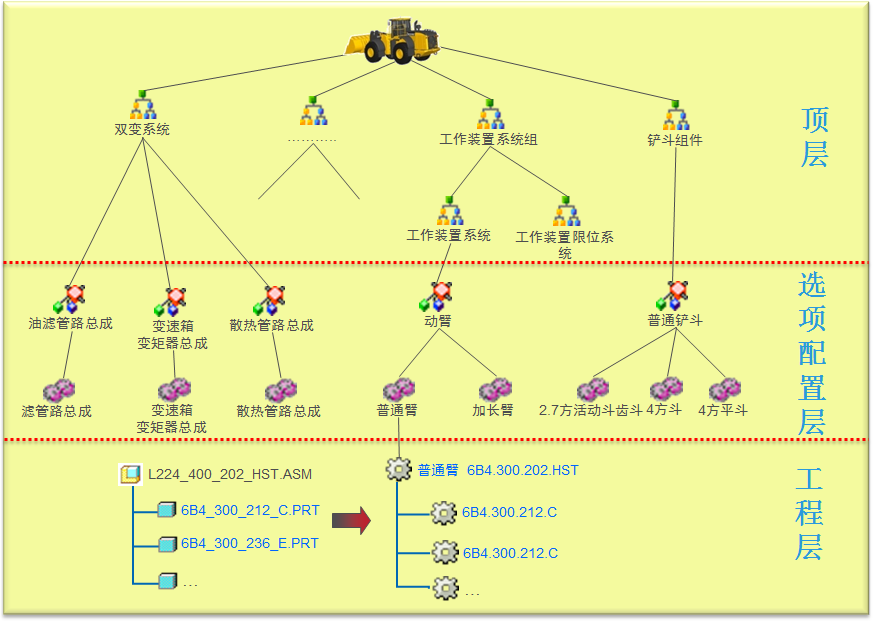 双变系统
…………
工作装置系统组
铲斗组件
顶层
工作装置系统
工作装置限位系
统
油滤管路总成
变速箱
变矩器总成
散热管路总成
动臂
普通铲斗
选项配置层
滤管路总成
变速箱
变矩器总成
散热管路总成
普通臂
加长臂
2.7方活动斗齿斗
4方斗
4方平斗
工程层
L224_400_202_HST.ASM
6B4_300_212_C.PRT
6B4_300_236_E.PRT
...
普通臂 6B4.300.202.HST
6B4.300.212.C
6B4.300.212.C
...